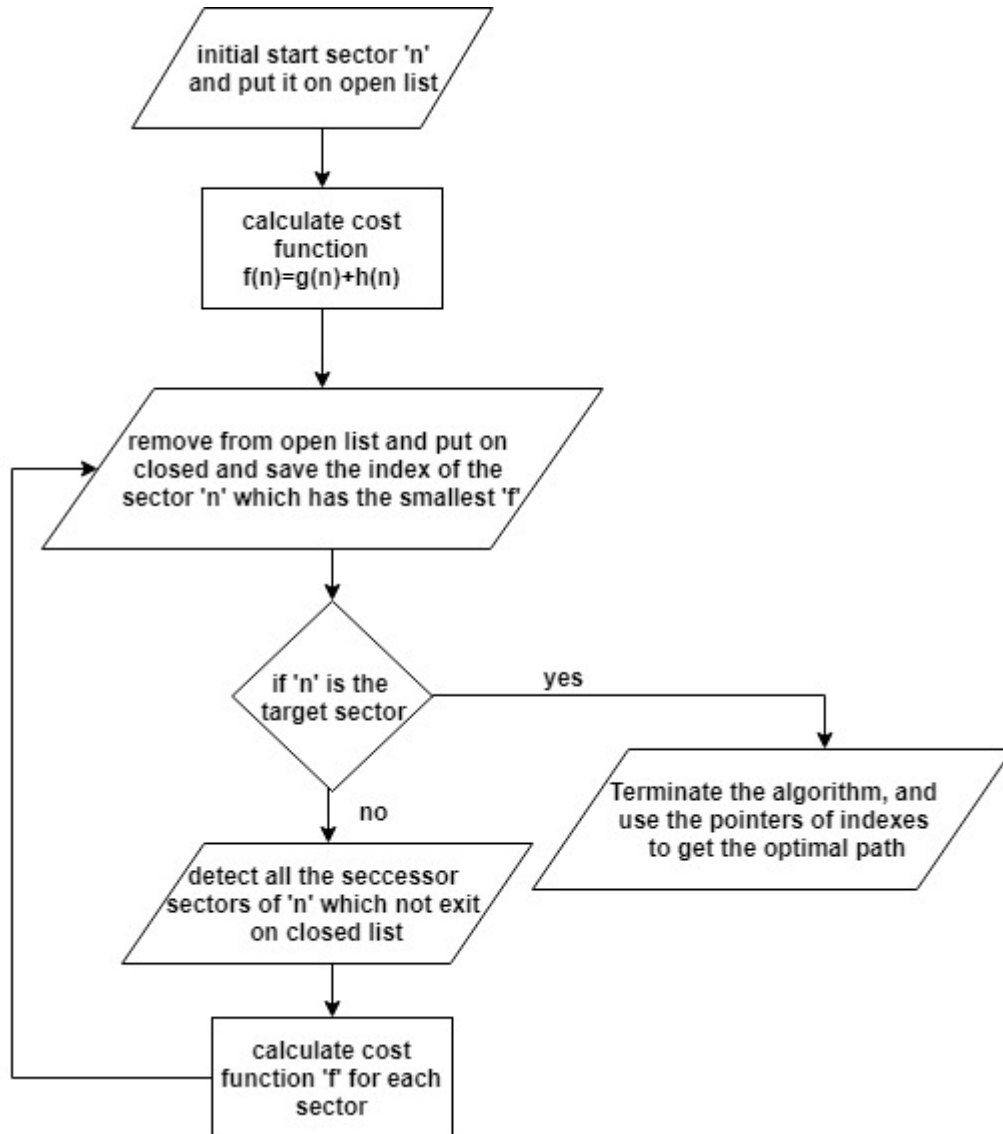 initial start sector 'n'
and put it on open list
calculate cost
function
f(n)=g(n)+h(n)
remove from open list and put on
closed and save the index of the
sector 'n' which has the smallest 'f'
if 'n' is the
target sector
yes
no
Terminate the algorithm, and
use the pointers of indexes
to get the optimal path
detect all the seccessor
sectors of 'n' which not exit
on closed list
calculate cost
function 'f' for each
sector